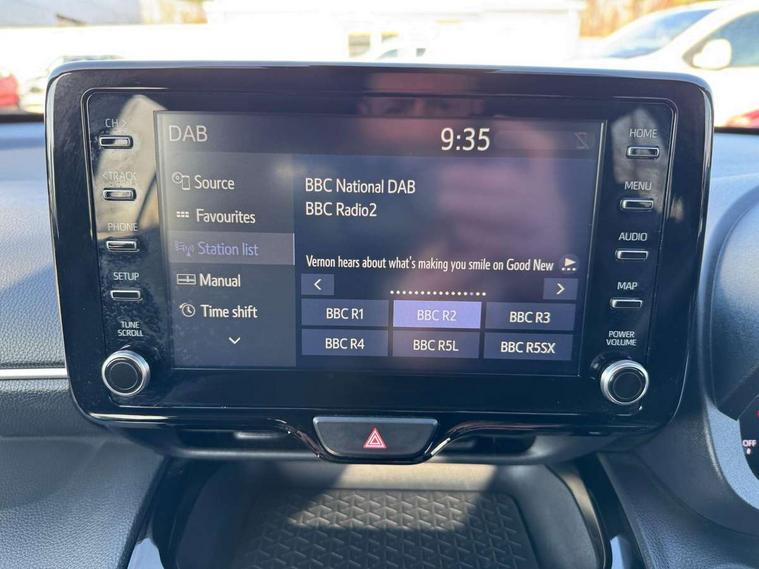 DAB
9:35
CH >
< TRACK
PHONE
SETUP
TUNE
SCROLL
Source
Favourites
Station list
Manual
Time shift
BBC National DAB
BBC Radio2
Vernon hears about what's making you smile on Good New
BBC R1
BBC R2
BBC R3
BBC R4
BBC R5L
BBC R5SX
HOME
MENU
AUDIO
MAP
POWER
VOLUME
OFF